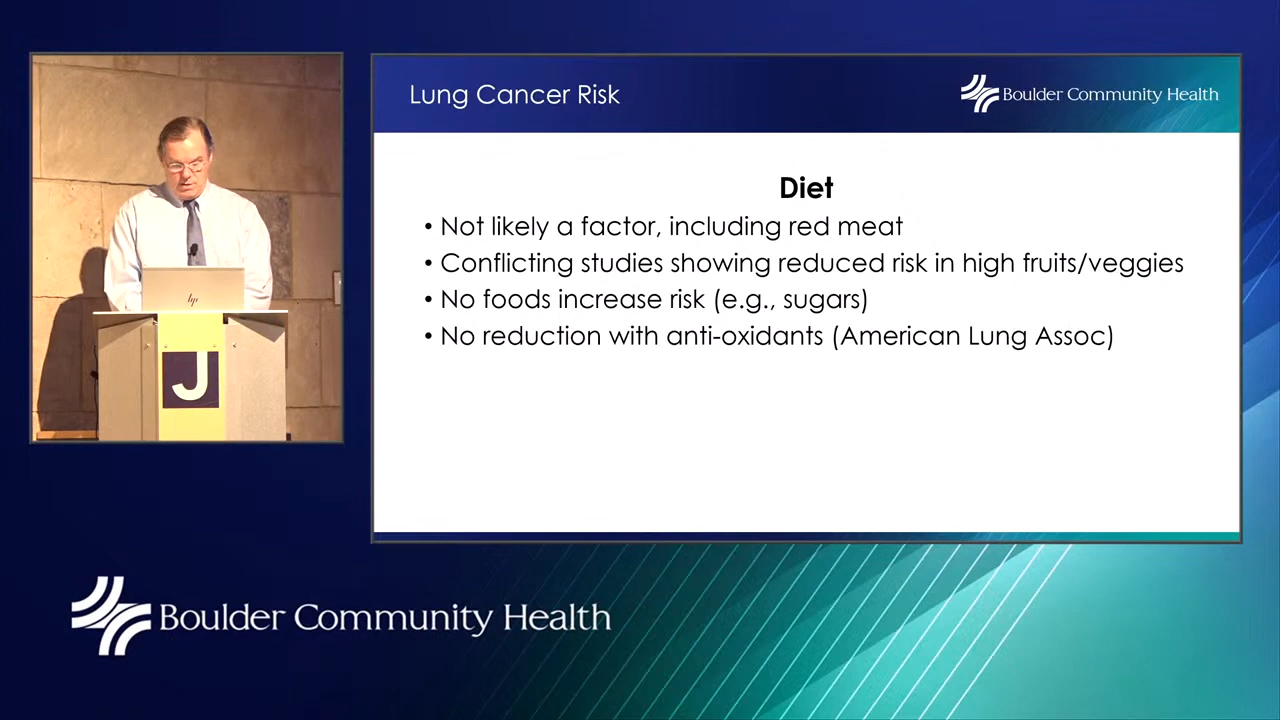 Lung Cancer Risk
Boulder Community Health
Diet
• Not likely a factor, including red meat
• Conflicting studies showing reduced risk in high fruits/veggies
• No foods increase risk (e.g., sugars)
• No reduction with anti-oxidants (American Lung Assoc)
hp
J
Boulder Community Health